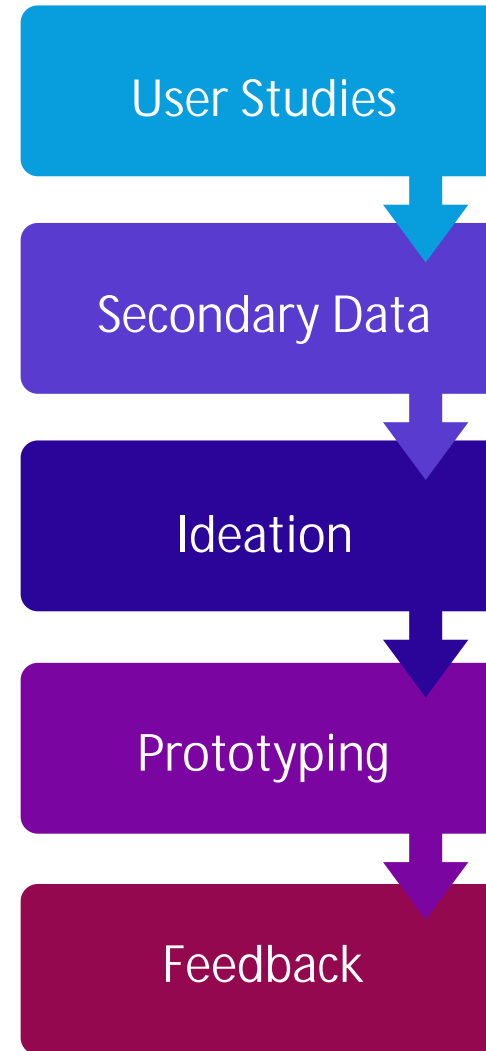 User Studies
Secondary Data
Ideation
Prototyping
Feedback